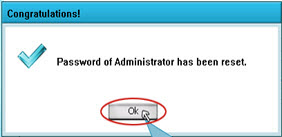 Congratulations!
Password of Administrator has been reset.
Ok